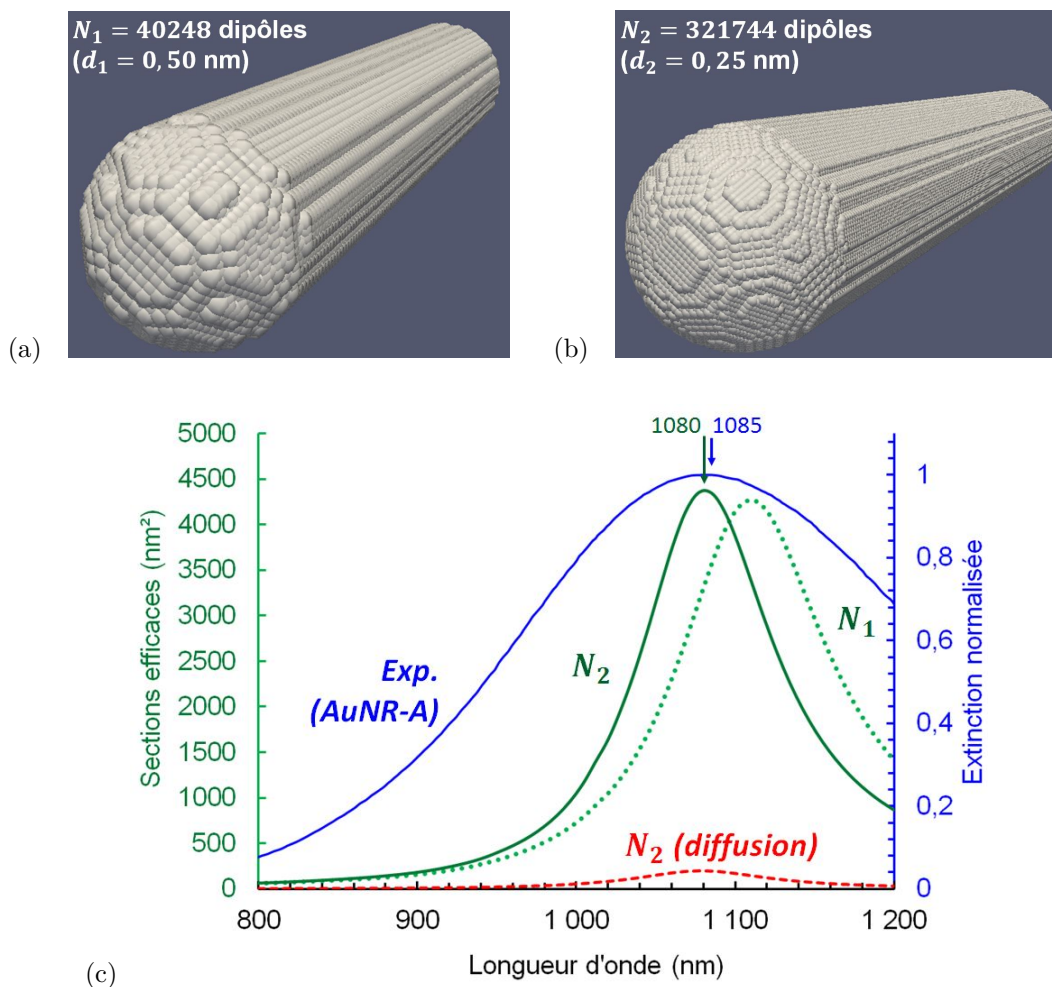 N₁ = 40248 dipôles
(d₁ = 0,50 nm)
N₂ = 321744 dipôles
(d₂ = 0,25 nm)
(a)
(b)
1080
1085
5000
4500
4000
3500
3000
2500
2000
1500
1000
500
0
Sections efficaces (nm²)
1
0,8
0,6
0,4
0,2
0
Extinction normalisée
Exp.
(AuNR-A)
N₂
N₁
N₂ (diffusion)
800
900
1 000
1 100
1 200
Longueur d'onde (nm)
(c)